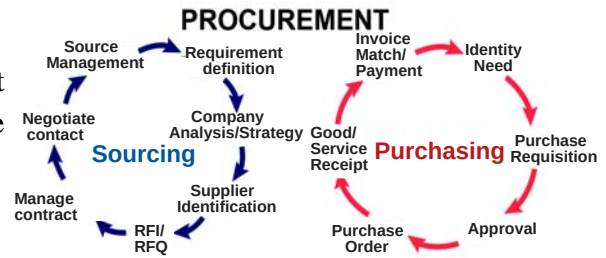 PROCUREMENT
Source
Management
Requirement
definition
Company
Analysis/Strategy
Supplier
Identification
RFI/
RFQ
Manage
contract
Negotiate
contact
Sourcing
Invoice
Match/
Payment
Identity
Need
Purchase
Requisition
Approval
Purchase
Order
Good/
Service
Receipt
Purchasing
t
e